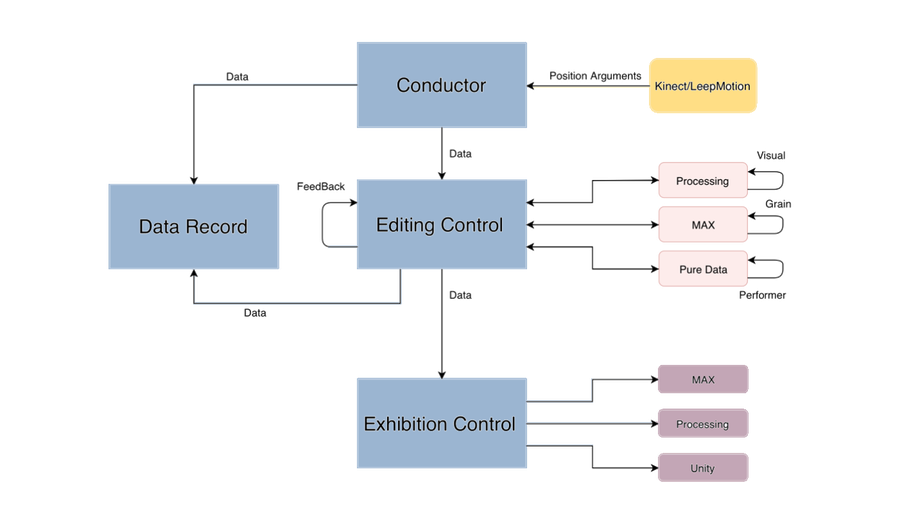 Conductor
Position Arguments
Kinect/LeepMotion
Data
Data
Visual
FeedBack
Processing
Grain
Data Record
Editing Control
MAX
Pure Data
Performer
Data
Data
MAX
Exhibition Control
Processing
Unity